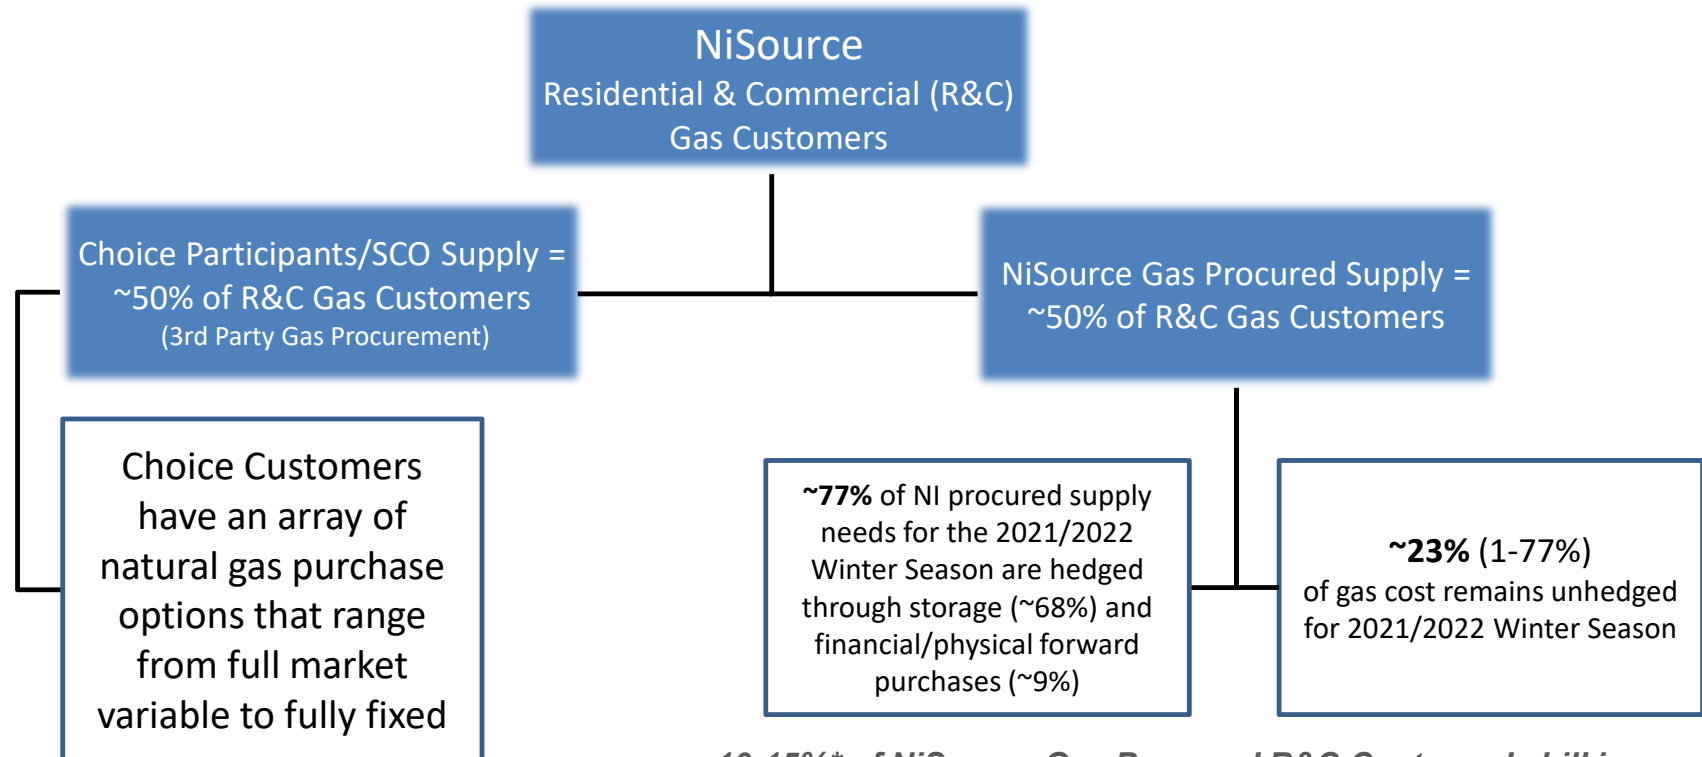 NiSource
Residential & Commercial (R&C)
Gas Customers
Choice Participants/SCO Supply =
~50% of R&C Gas Customers
(3rd Party Gas Procurement)
NiSource Gas Procured Supply =
~50% of R&C Gas Customers
Choice Customers
have an array of
natural gas purchase
options that range
from full market
variable to fully fixed
~77% of NI procured supply
needs for the 2021/2022
Winter Season are hedged
through storage (~68%) and
financial/physical forward
purchases (~9%)
~23% (1-77%)
of gas cost remains unhedged
for 2021/2022 Winter Season